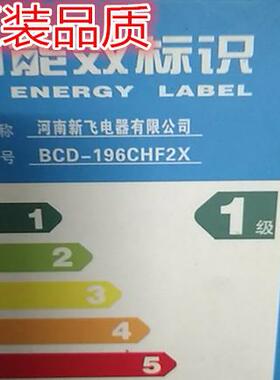 装品质
能效标识
ENERGY LABEL
称 河南新飞电器有限公司
号 BCD-196CHF2X
1
1
级
2
3
4
5